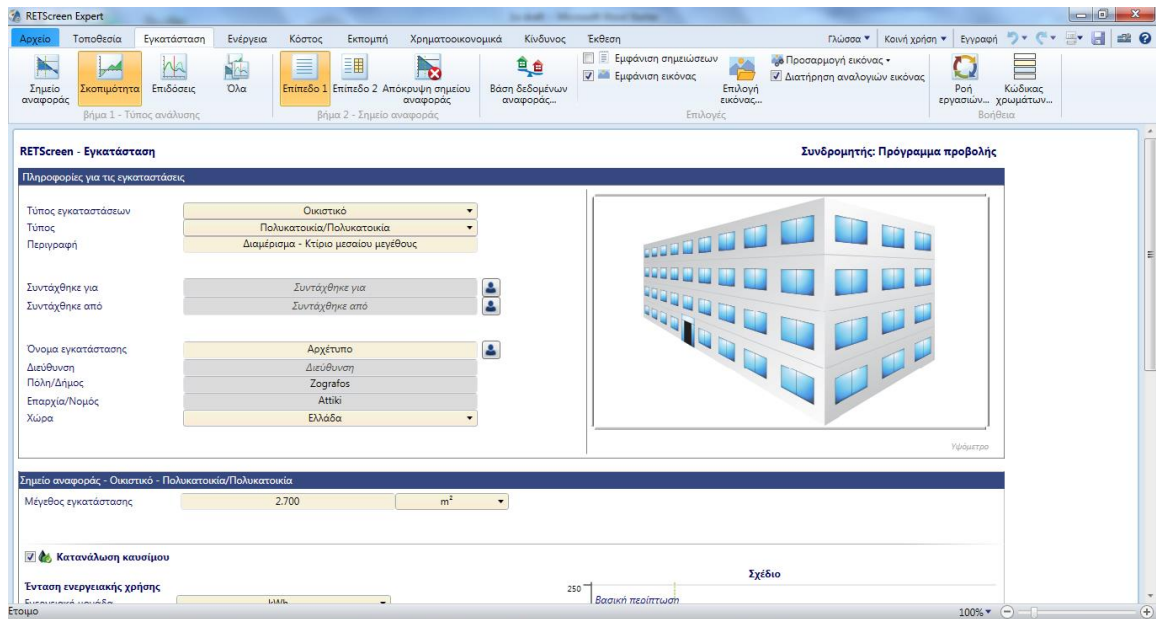 RETScreen Expert
Αρχείο Τοποθεσία Εγκατάσταση Ενέργεια Κόστος Εκπομπή Χρηματοοικονομικά Κίνδυνος Έκθεση Γλώσσα Κοινή χρήση Εγγραφή
Σημείο αναφοράς Σκοπιμότητα Επιδόσεις Όλα
βήμα 1 - Τύπος ανάλυσης
Επίπεδο 1 Επίπεδο 2 Απόκρυψη σημείου αναφοράς
βήμα 2 - Σημείο αναφοράς
Βάση δεδομένων αναφοράς...
Εμφάνιση σημειώσεων
Εμφάνιση εικόνας
Επιλογή εικόνας...
Προσαρμογή εικόνας
Διατήρηση αναλογιών εικόνας
Επιλογές
Ροή εργασιών... Κώδικας χρωμάτων...
Βοήθεια
RETScreen - Εγκατάσταση Συνδρομητής: Πρόγραμμα προβολής
Πληροφορίες για τις εγκαταστάσεις
Τύπος εγκαταστάσεων Οικιστικό
Τύπος Πολυκατοικία/Πολυκατοικία
Περιγραφή Διαμέρισμα - Κτίριο μεσαίου μεγέθους
Συντάχθηκε για Συντάχθηκε για
Συντάχθηκε από Συντάχθηκε από
Όνομα εγκατάστασης Αρχέτυπο
Διεύθυνση Διεύθυνση
Πόλη/Δήμος Zografos
Επαρχία/Νομός Attiki
Χώρα Ελλάδα
Υψόμετρο
Σημείο αναφοράς - Οικιστικό - Πολυκατοικία/Πολυκατοικία
Μέγεθος εγκατάστασης 2.700 m²
Κατανάλωση καυσίμου
Σχέδιο
Ένταση ενεργειακής χρήσης
250
Βασική περίπτωση
Ενεργειακή μονάδα kWh
Έτοιμο 100%